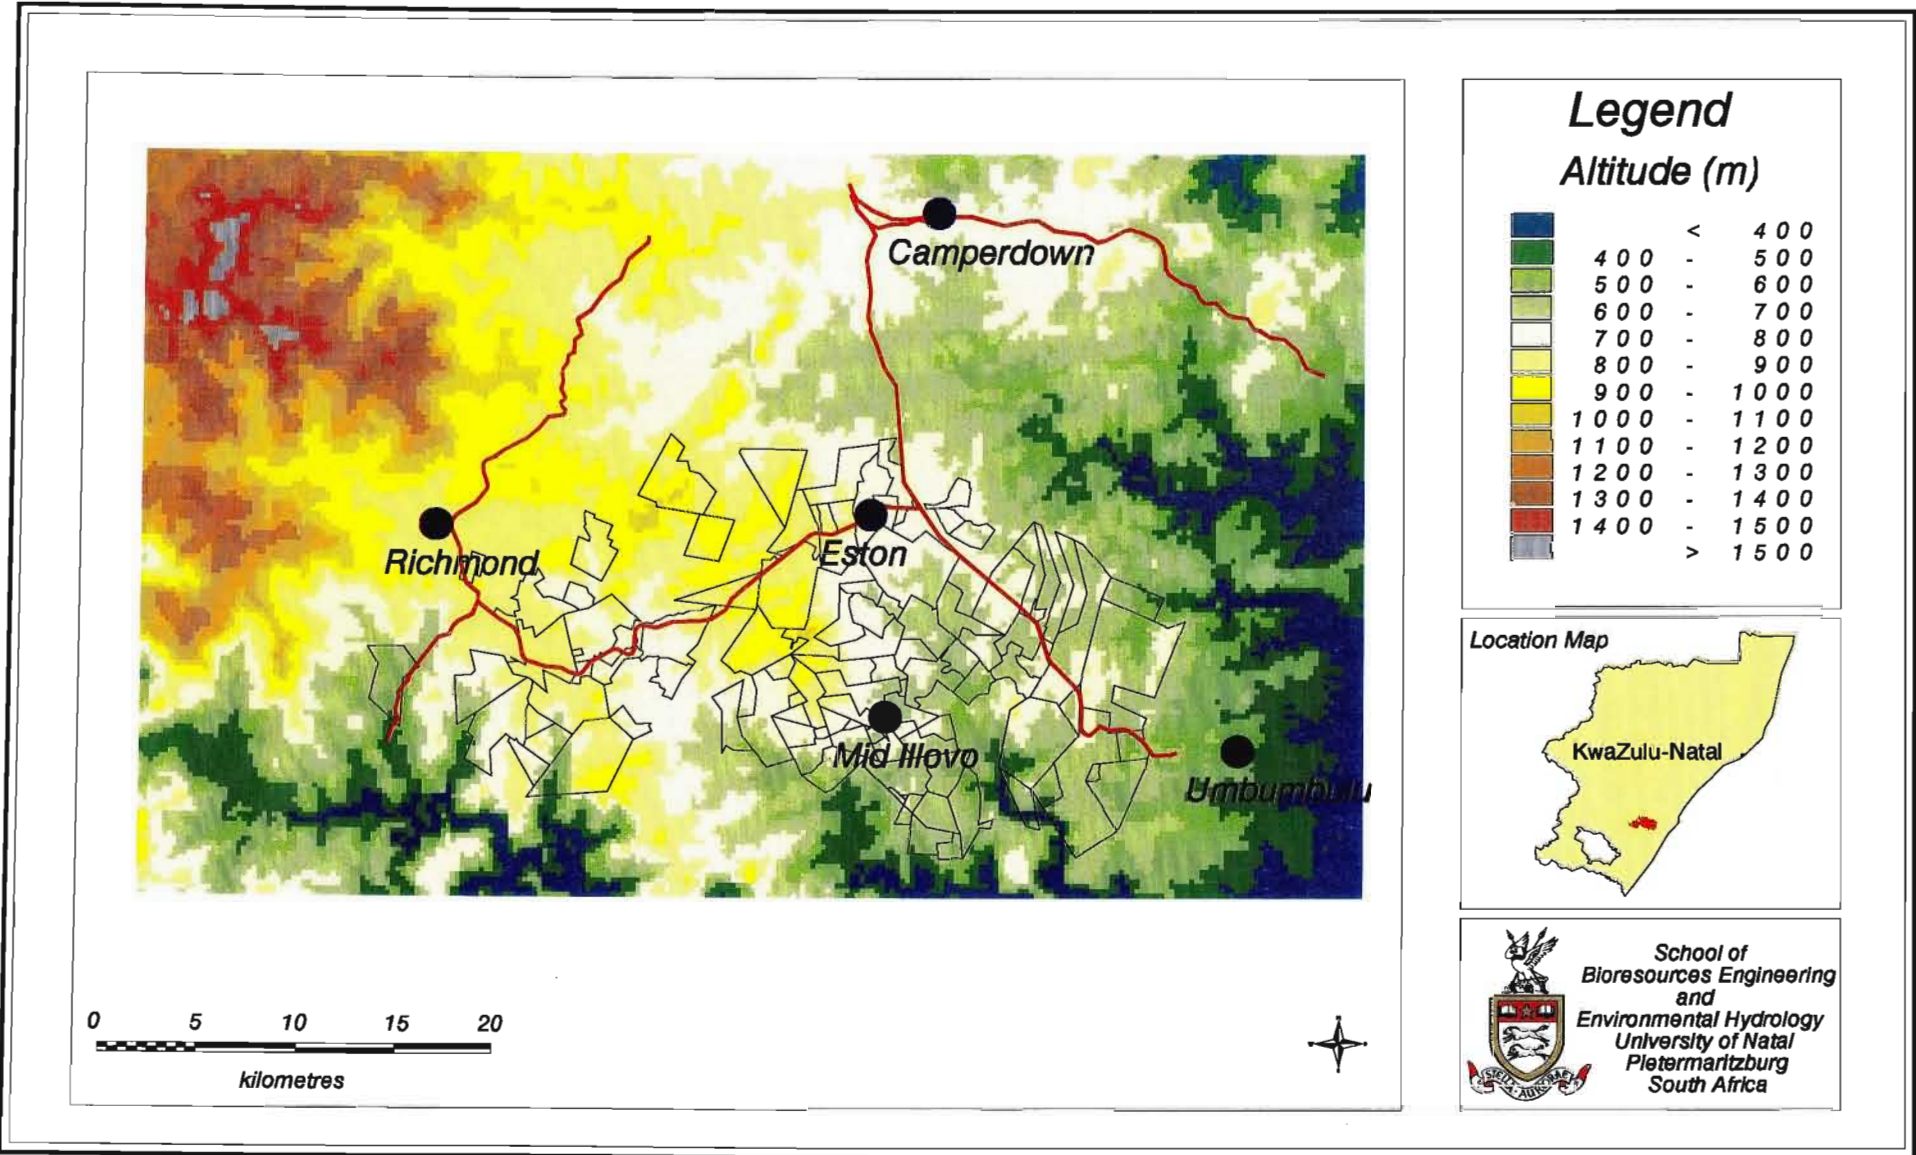 Camperdown
Richmond
Eston
Mid Illovo
Umbumbulu
0 5 10 15 20
kilometres
Legend
Altitude (m)
< 400
400 - 500
500 - 600
600 - 700
700 - 800
800 - 900
900 - 1000
1000 - 1100
1100 - 1200
1200 - 1300
1300 - 1400
1400 - 1500
> 1500
Location Map
KwaZulu-Natal
School of
Bioresources Engineering
and
Environmental Hydrology
University of Natal
Pietermaritzburg
South Africa